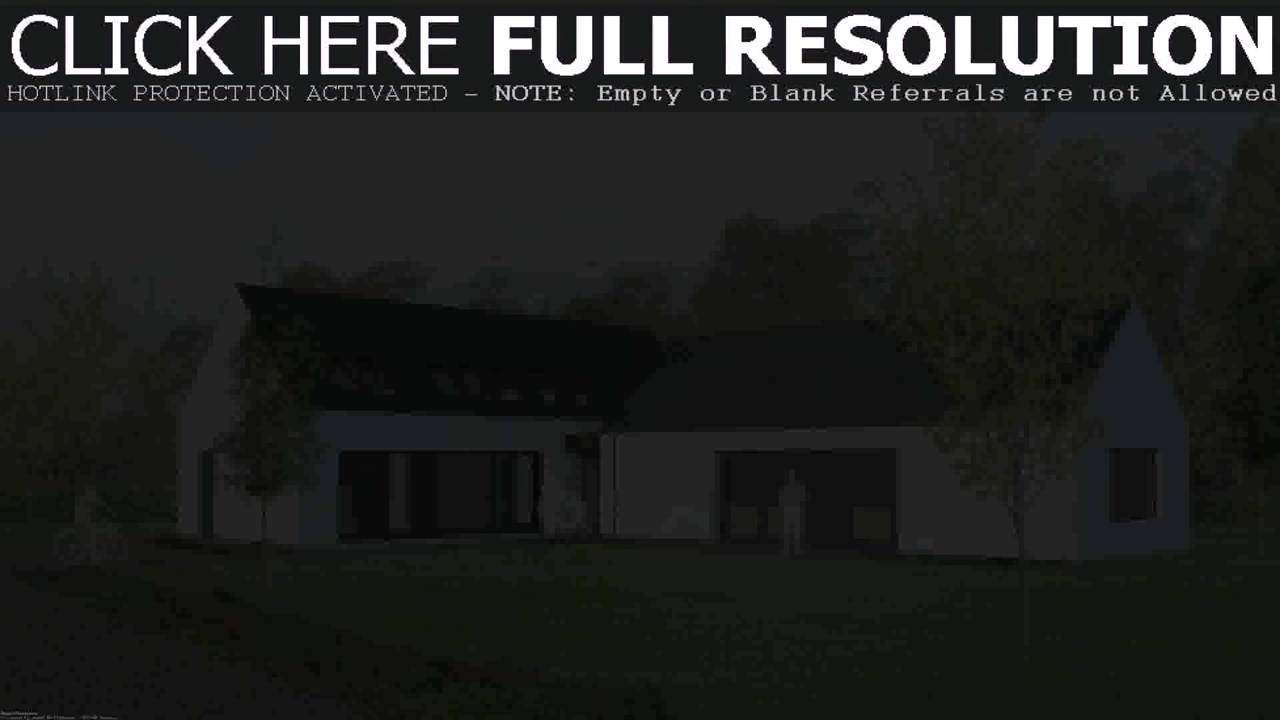 CLICK HERE FULL RESOLUTION
HOTLINK PROTECTION ACTIVATED – NOTE: Empty or Blank Referrals are not Allowed